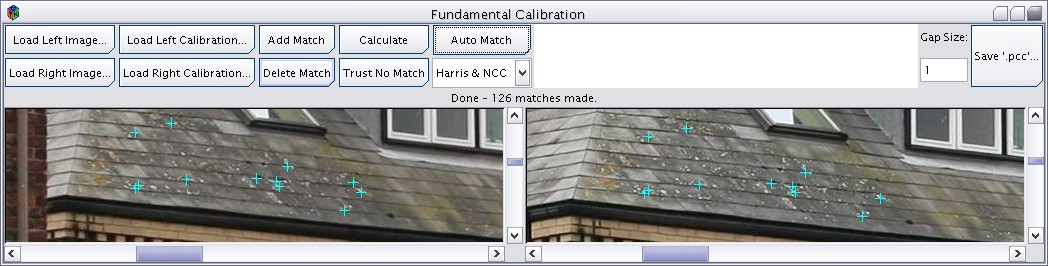 Fundamental Calibration
Load Left Image... Load Left Calibration... Add Match Calculate Auto Match Gap Size: Save '.pcc'...
Load Right Image... Load Right Calibration... Delete Match Trust No Match Harris & NCC 1
Done - 126 matches made.